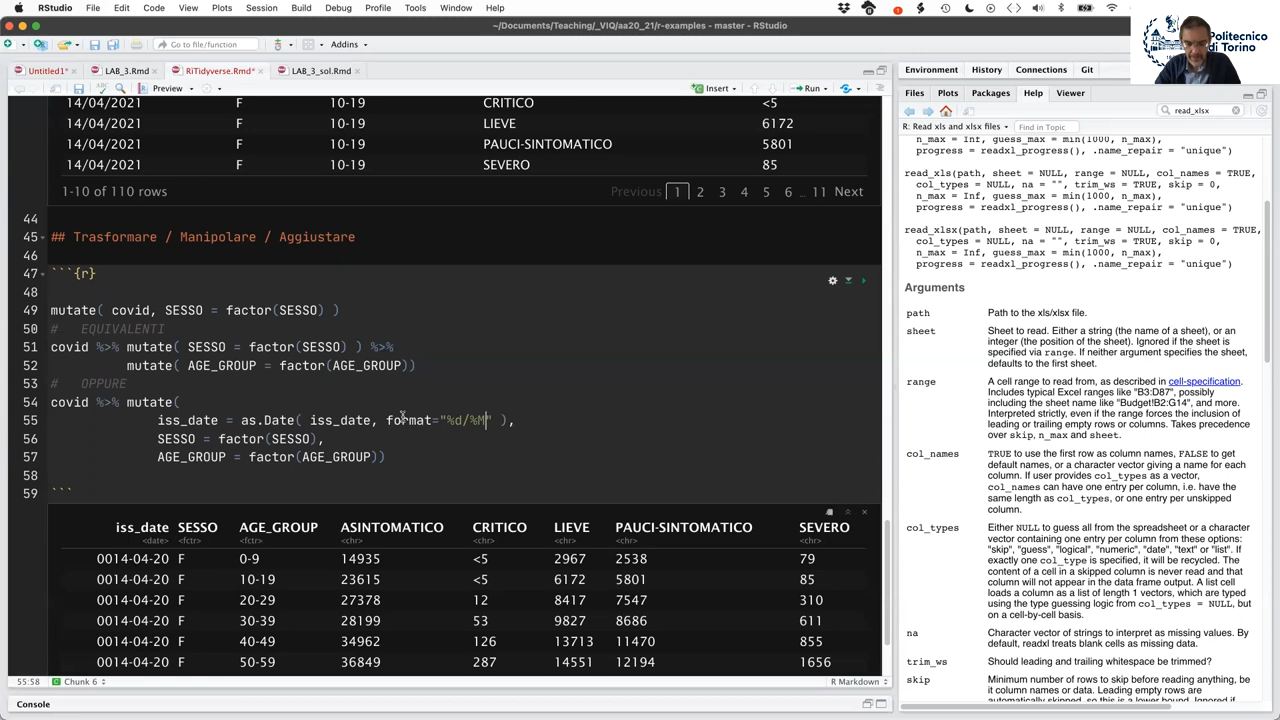 RStudio File Edit Code View Plots Session Build Debug Profile Tools Window Help
~/Documents/Teaching/_VIQ/aa20_21/r-examples - master - RStudio
Go to file/function Addins
Politecnico
di Torino
Untitled1* LAB_3.Rmd RiTidyverse.Rmd* LAB_3_sol.Rmd
Preview Insert Run
14/04/2021 F 10-19 CRITICO <5
14/04/2021 F 10-19 LIEVE 6172
14/04/2021 F 10-19 PAUCI-SINTOMATICO 5801
14/04/2021 F 10-19 SEVERO 85
1-10 of 110 rows Previous 1 2 3 4 5 6 ... 11 Next
44
45 ## Trasformare / Manipolare / Aggiustare
46
47 ```{r}
48
49 mutate( covid, SESSO = factor(SESSO) )
50 # EQUIVALENTI
51 covid %>% mutate( SESSO = factor(SESSO) ) %>%
52 mutate( AGE_GROUP = factor(AGE_GROUP))
53 # OPPURE
54 covid %>% mutate(
55 iss_date = as.Date( iss_date, format="%d/%M" ),
56 SESSO = factor(SESSO),
57 AGE_GROUP = factor(AGE_GROUP))
58
59 ```
iss_date SESSO AGE_GROUP ASINTOMATICO CRITICO LIEVE PAUCI-SINTOMATICO SEVERO
<date> <fctr> <fctr> <chr> <chr> <chr> <chr> <chr>
0014-04-20 F 0-9 14935 <5 2967 2538 79
0014-04-20 F 10-19 23615 <5 6172 5801 85
0014-04-20 F 20-29 27378 12 8417 7547 310
0014-04-20 F 30-39 53 9827 8686 611
0014-04-20 F 40-49 34962 126 13713 11470 855
0014-04-20 F 50-59 36849 287 14551 12194 1656
55:58 Chunk 6 R Markdown
Console
Environment History Connections Git
Files Plots Packages Help Viewer
read_xlsx
R: Read xls and xlsx files Find in Topic
n_max = Inf, guess_max = min(1000, n_max),
progress = readxl_progress(), .name_repair = "unique")
read_xls(path, sheet = NULL, range = NULL, col_names = TRUE,
col_types = NULL, na = "", trim_ws = TRUE, skip = 0,
n_max = Inf, guess_max = min(1000, n_max),
progress = readxl_progress(), .name_repair = "unique")
read_xlsx(path, sheet = NULL, range = NULL, col_names = TRUE,
col_types = NULL, na = "", trim_ws = TRUE, skip = 0,
n_max = Inf, guess_max = min(1000, n_max),
progress = readxl_progress(), .name_repair = "unique")
Arguments
path Path to the xls/xlsx file.
sheet Sheet to read. Either a string (the name of a sheet), or an
integer (the position of the sheet). Ignored if the sheet is
specified via range. If neither argument specifies the sheet,
defaults to the first sheet.
range A cell range to read from, as described in cell-specification.
Includes typical Excel ranges like "B3:D87", possibly
including the sheet name like "Budget!B2:G14", and more.
Interpreted strictly, even if the range forces the inclusion of
leading or trailing empty rows or columns. Takes precedence
over skip, n_max and sheet.
col_names TRUE to use the first row as column names, FALSE to get
default names, or a character vector giving a name for each
column. If user provides col_types as a vector,
col_names can have one entry per column, i.e. have the
same length as col_types, or one entry per unskipped
column.
col_types Either NULL to guess all from the spreadsheet or a character
vector containing one entry per column from these options:
"skip", "guess", "logical", "numeric", "date", "text" or "list". If
exactly one col_type is specified, it will be recycled. The
content of a cell in a skipped column is never read and that
column will not appear in the data frame output. A list cell
loads a column as a list of length 1 vectors, which are typed
using the type guessing logic from col_types = NULL, but
on a cell-by-cell basis.
na Character vector of strings to interpret as missing values. By
default, readxl treats blank cells as missing data.
trim_ws Should leading and trailing whitespace be trimmed?
skip Minimum number of rows to skip before reading anything, be
it column names or data. Leading empty rows are
automatically skipped, so this is a lower bound. Ignored if